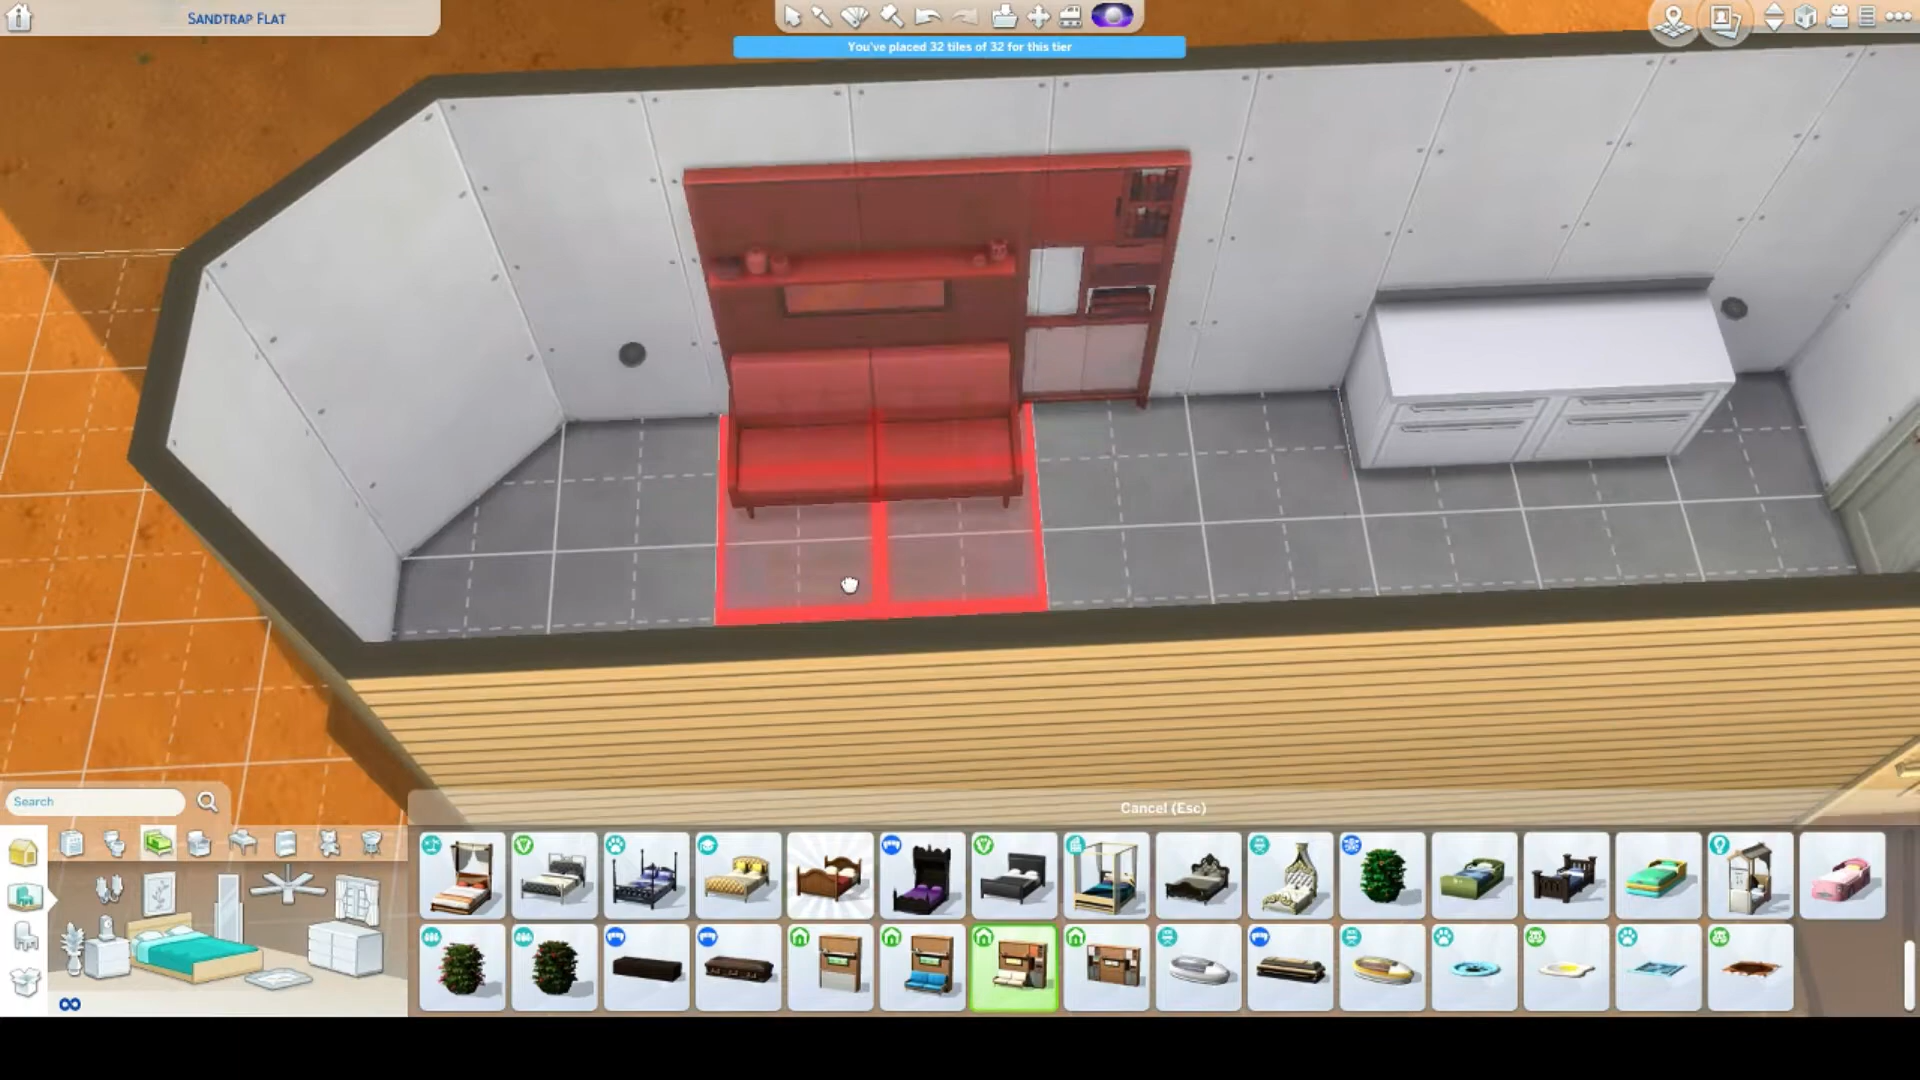 SANDTRAP FLAT
You've placed 32 tiles of 32 for this tier
Cancel (Esc)
Search